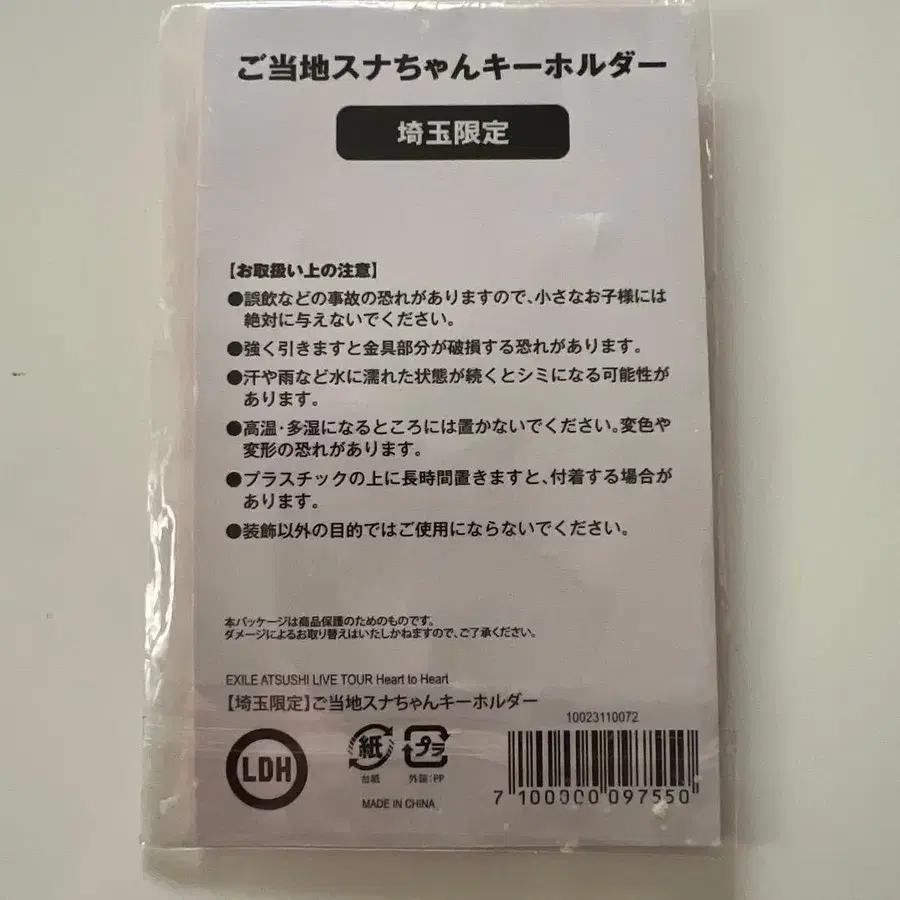 ご当地スナちゃんキーホルダー
埼玉限定
【お取扱い上の注意】
●誤飲などの事故の恐れがありますので、小さなお子様には
絶対に与えないでください。
●強く引きますと金具部分が破損する恐れがあります。
●汗や雨など水に濡れた状態が続くとシミになる可能性が
あります。
●高温・多湿になるところには置かないでください。変色や
変形の恐れがあります。
●プラスチックの上に長時間置きますと、付着する場合が
あります。
●装飾以外の目的ではご使用にならないでください。
本パッケージは商品保護のためのものです。
ダメージによるお取り替えはいたしかねますので、ご了承ください。
EXILE ATSUSHI LIVE TOUR Heart to Heart
【埼玉限定】ご当地スナちゃんキーホルダー
LDH
紙
台紙
プラ
外袋:PP
MADE IN CHINA
10023110072
7 100000 097550